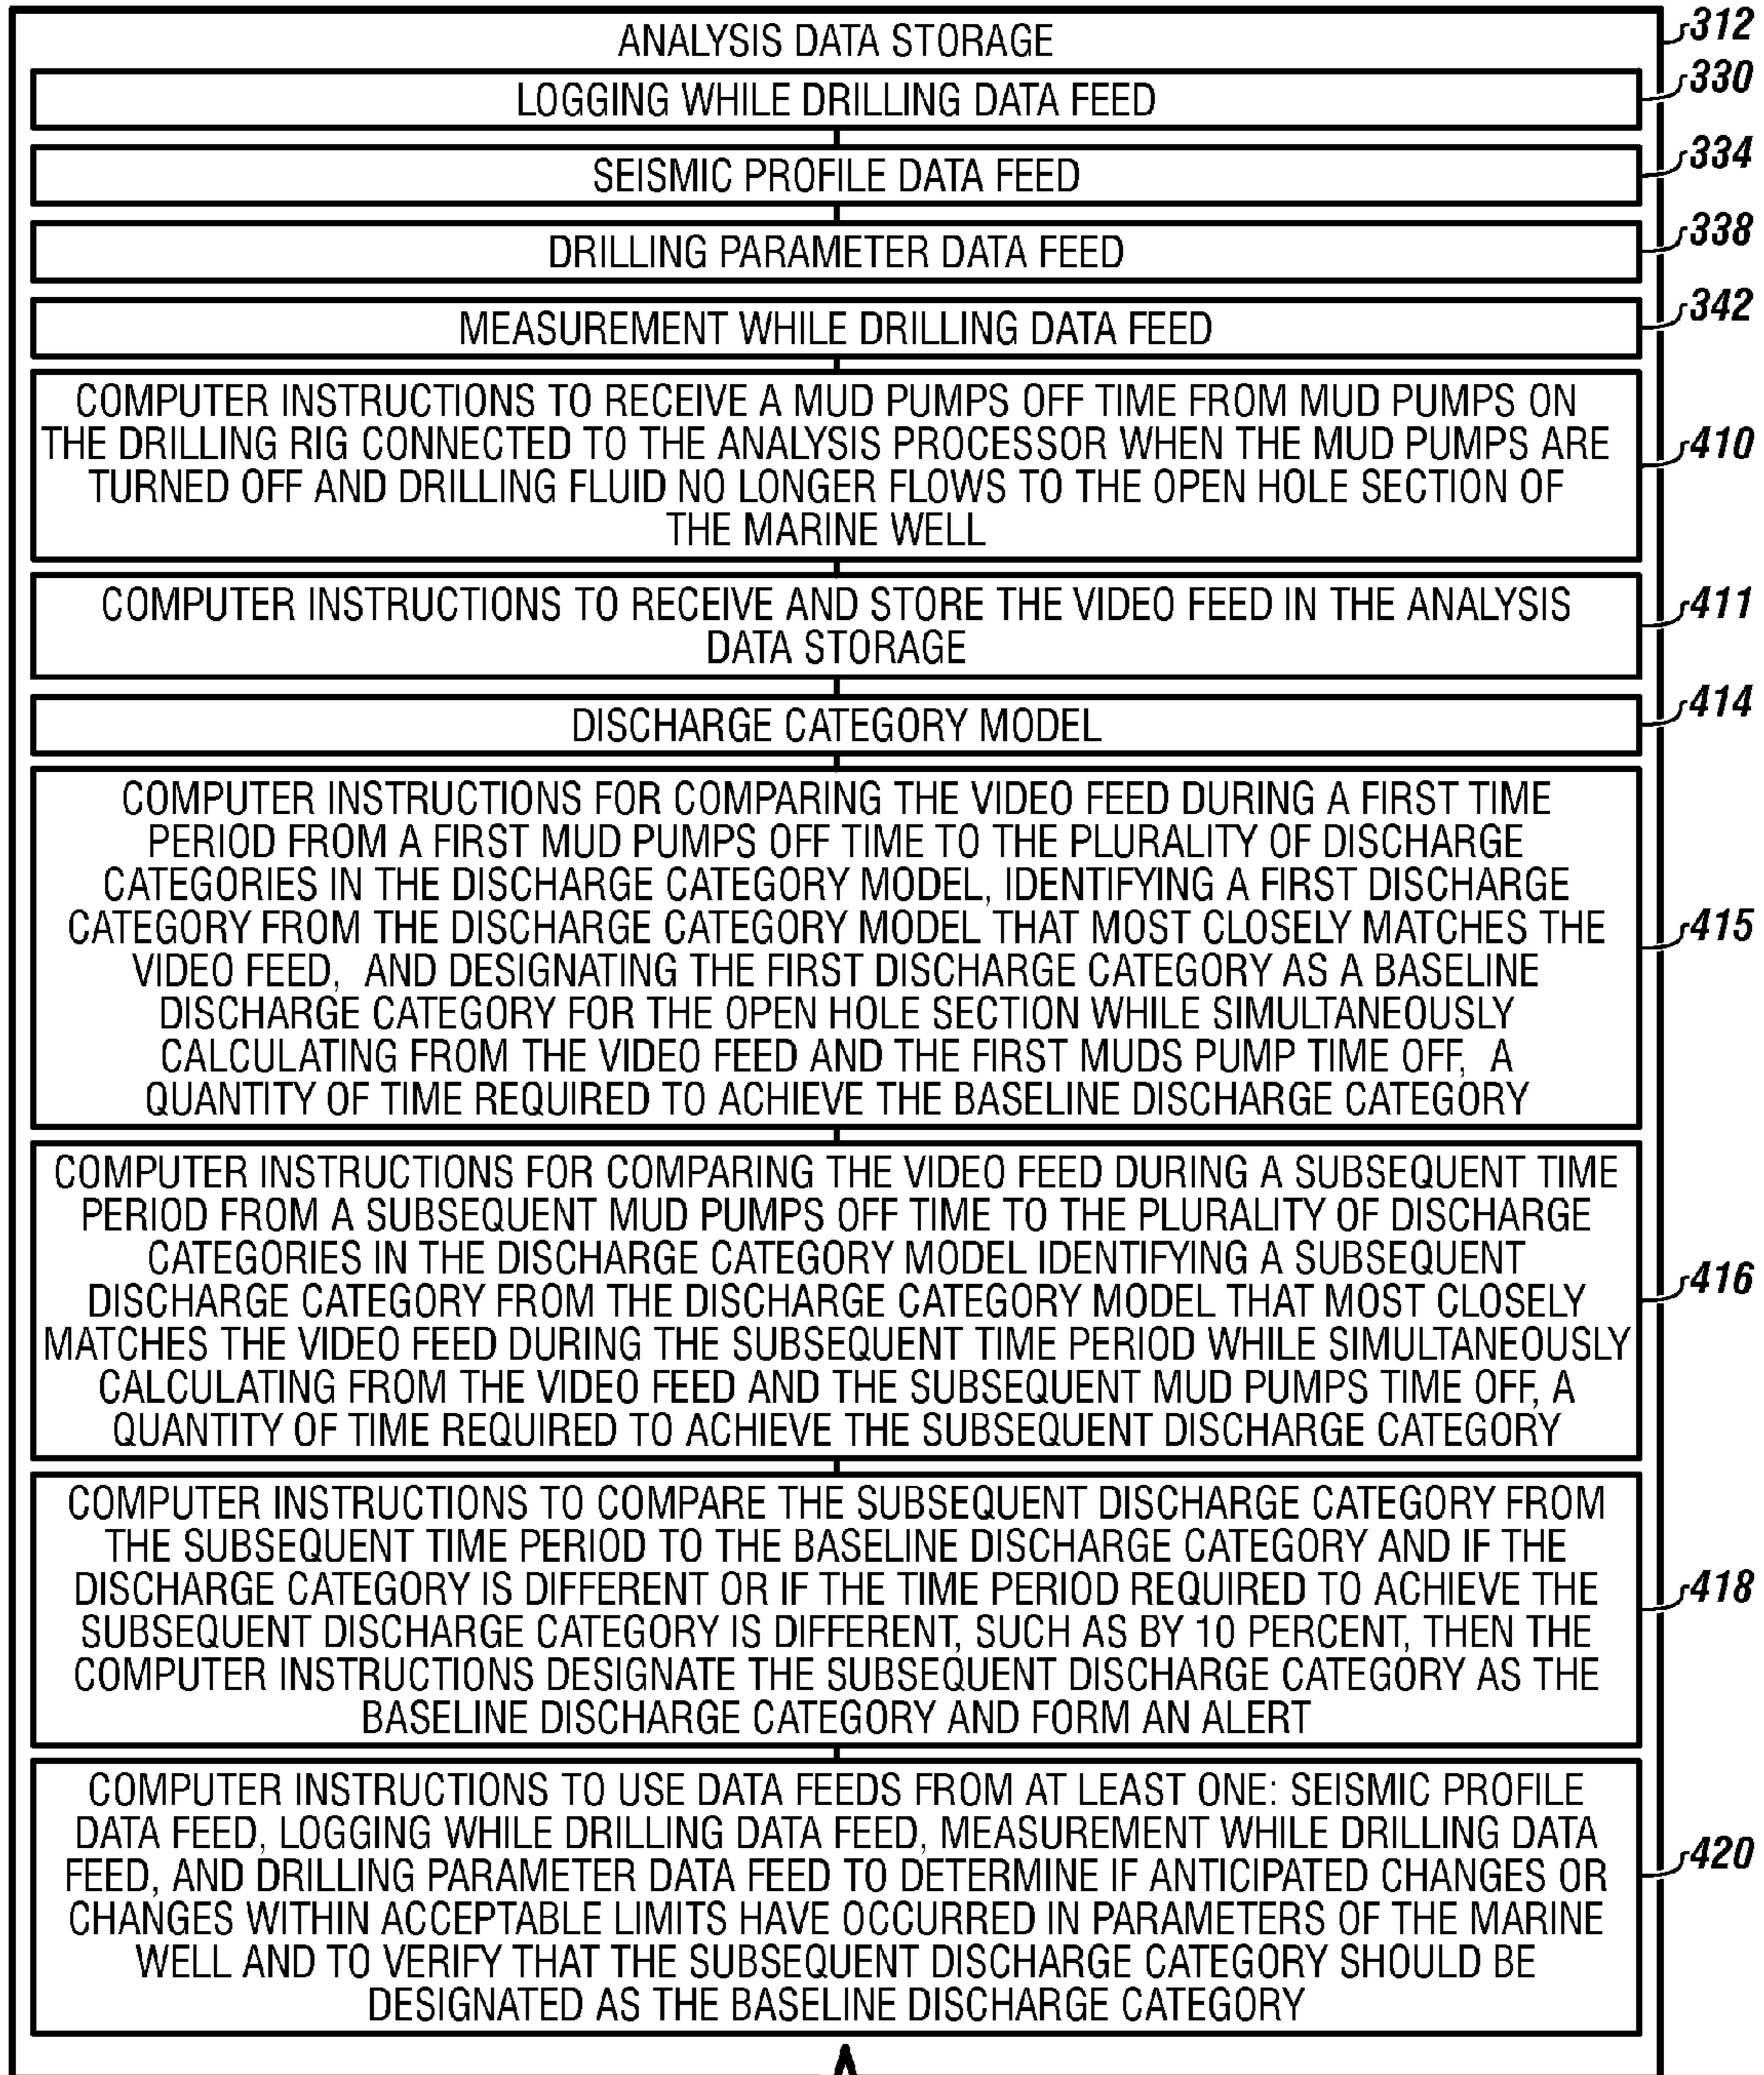 ANALYSIS DATA STORAGE
312
LOGGING WHILE DRILLING DATA FEED
330
SEISMIC PROFILE DATA FEED
334
DRILLING PARAMETER DATA FEED
338
MEASUREMENT WHILE DRILLING DATA FEED
342
COMPUTER INSTRUCTIONS TO RECEIVE A MUD PUMPS OFF TIME FROM MUD PUMPS ON
THE DRILLING RIG CONNECTED TO THE ANALYSIS PROCESSOR WHEN THE MUD PUMPS ARE
TURNED OFF AND DRILLING FLUID NO LONGER FLOWS TO THE OPEN HOLE SECTION OF
THE MARINE WELL
410
COMPUTER INSTRUCTIONS TO RECEIVE AND STORE THE VIDEO FEED IN THE ANALYSIS
DATA STORAGE
411
DISCHARGE CATEGORY MODEL
414
COMPUTER INSTRUCTIONS FOR COMPARING THE VIDEO FEED DURING A FIRST TIME
PERIOD FROM A FIRST MUD PUMPS OFF TIME TO THE PLURALITY OF DISCHARGE
CATEGORIES IN THE DISCHARGE CATEGORY MODEL, IDENTIFYING A FIRST DISCHARGE
CATEGORY FROM THE DISCHARGE CATEGORY MODEL THAT MOST CLOSELY MATCHES THE
VIDEO FEED, AND DESIGNATING THE FIRST DISCHARGE CATEGORY AS A BASELINE
DISCHARGE CATEGORY FOR THE OPEN HOLE SECTION WHILE SIMULTANEOUSLY
CALCULATING FROM THE VIDEO FEED AND THE FIRST MUDS PUMP TIME OFF, A
QUANTITY OF TIME REQUIRED TO ACHIEVE THE BASELINE DISCHARGE CATEGORY
415
COMPUTER INSTRUCTIONS FOR COMPARING THE VIDEO FEED DURING A SUBSEQUENT TIME
PERIOD FROM A SUBSEQUENT MUD PUMPS OFF TIME TO THE PLURALITY OF DISCHARGE
CATEGORIES IN THE DISCHARGE CATEGORY MODEL IDENTIFYING A SUBSEQUENT
DISCHARGE CATEGORY FROM THE DISCHARGE CATEGORY MODEL THAT MOST CLOSELY
MATCHES THE VIDEO FEED DURING THE SUBSEQUENT TIME PERIOD WHILE SIMULTANEOUSLY
CALCULATING FROM THE VIDEO FEED AND THE SUBSEQUENT MUD PUMPS TIME OFF, A
QUANTITY OF TIME REQUIRED TO ACHIEVE THE SUBSEQUENT DISCHARGE CATEGORY
416
COMPUTER INSTRUCTIONS TO COMPARE THE SUBSEQUENT DISCHARGE CATEGORY FROM
THE SUBSEQUENT TIME PERIOD TO THE BASELINE DISCHARGE CATEGORY AND IF THE
DISCHARGE CATEGORY IS DIFFERENT OR IF THE TIME PERIOD REQUIRED TO ACHIEVE THE
SUBSEQUENT DISCHARGE CATEGORY IS DIFFERENT, SUCH AS BY 10 PERCENT, THEN THE
COMPUTER INSTRUCTIONS DESIGNATE THE SUBSEQUENT DISCHARGE CATEGORY AS THE
BASELINE DISCHARGE CATEGORY AND FORM AN ALERT
418
COMPUTER INSTRUCTIONS TO USE DATA FEEDS FROM AT LEAST ONE: SEISMIC PROFILE
DATA FEED, LOGGING WHILE DRILLING DATA FEED, MEASUREMENT WHILE DRILLING DATA
FEED, AND DRILLING PARAMETER DATA FEED TO DETERMINE IF ANTICIPATED CHANGES OR
CHANGES WITHIN ACCEPTABLE LIMITS HAVE OCCURRED IN PARAMETERS OF THE MARINE
WELL AND TO VERIFY THAT THE SUBSEQUENT DISCHARGE CATEGORY SHOULD BE
DESIGNATED AS THE BASELINE DISCHARGE CATEGORY
420